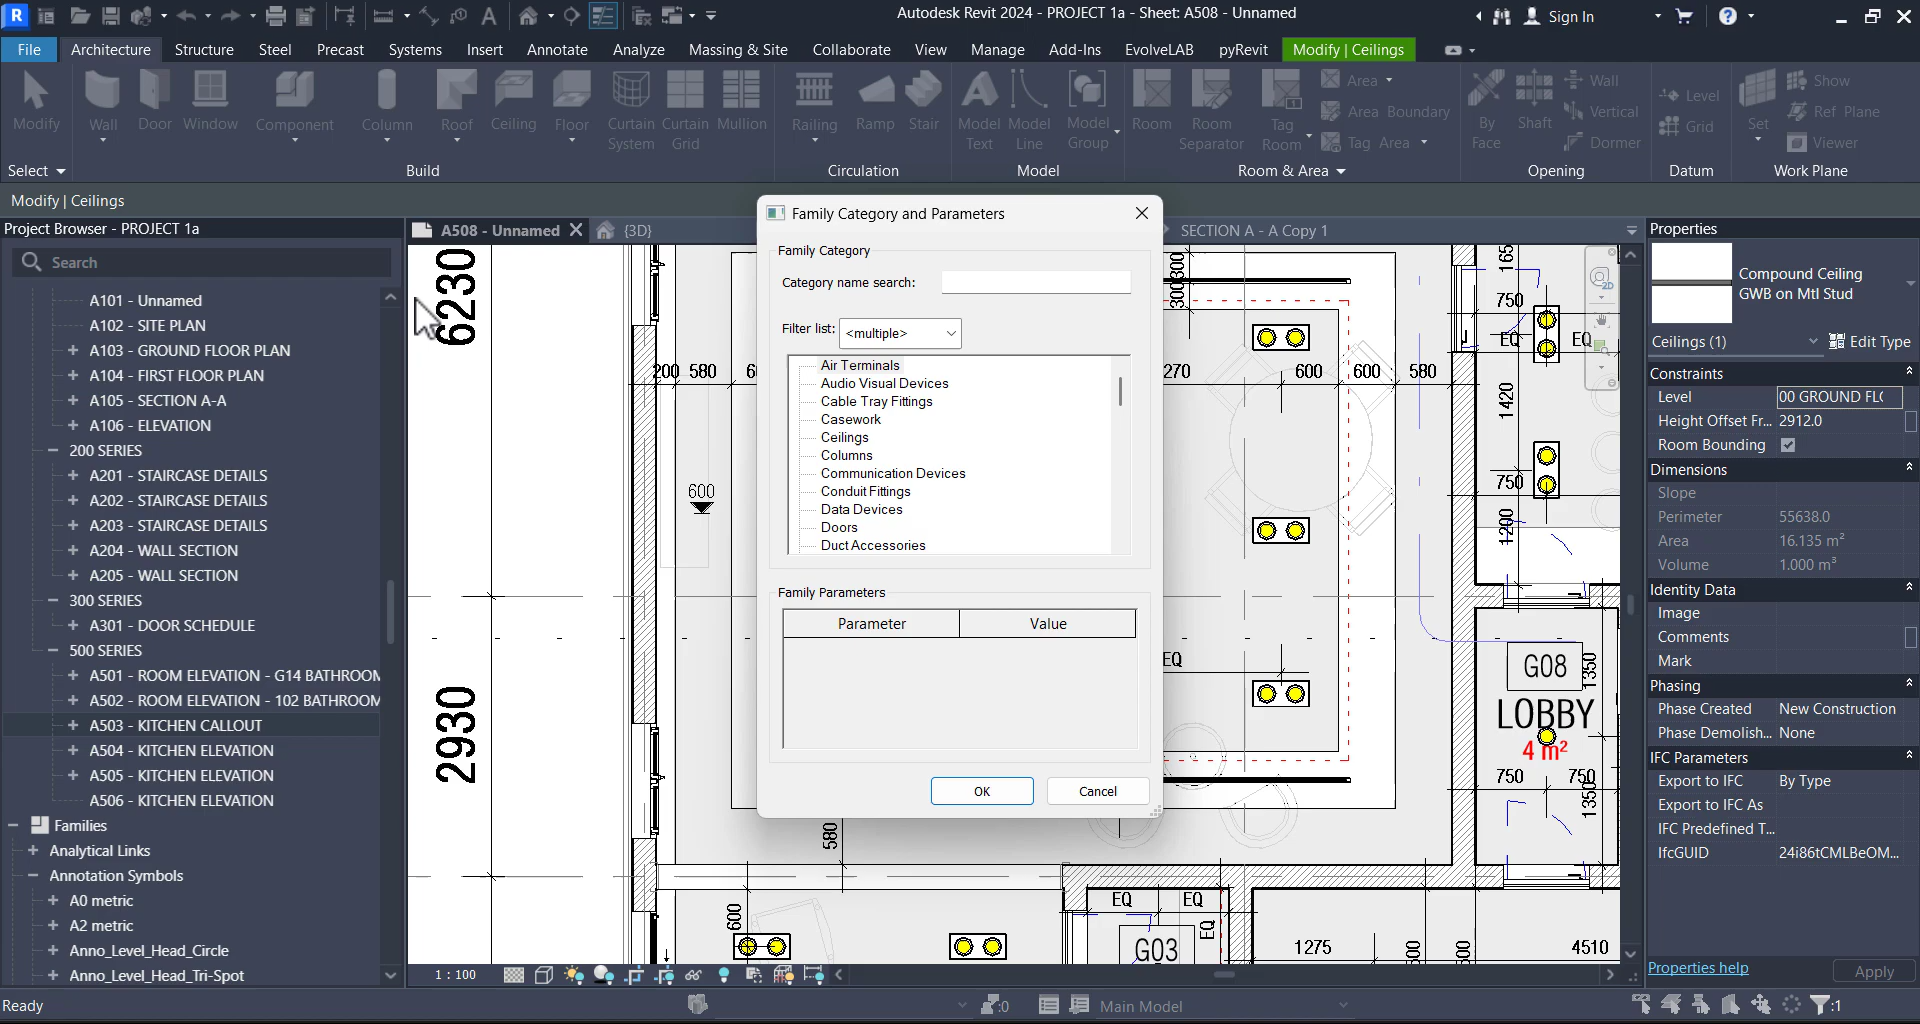 Autodesk Revit 2024 - PROJECT 1a - Sheet: A508 - Unnamed
Sign In
File Architecture Structure Steel Precast Systems Insert Annotate Analyze Massing & Site Collaborate View Manage Add-Ins EvolveLAB pyRevit Modify | Ceilings
Modify Wall Door Window Component Column Roof Ceiling Floor Curtain System Curtain Grid Mullion Railing Ramp Stair Model Text Model Line Model Group Room Room Separator Tag Room By Face Shaft Set
Area Wall Show
Area Boundary Vertical Level Ref Plane
Tag Area Dormer Grid Viewer
Select Build Circulation Model Room & Area Opening Datum Work Plane
Modify | Ceilings
Project Browser - PROJECT 1a
Search
A101 - Unnamed
A102 - SITE PLAN
A103 - GROUND FLOOR PLAN
A104 - FIRST FLOOR PLAN
A105 - SECTION A-A
A106 - ELEVATION
200 SERIES
A201 - STAIRCASE DETAILS
A202 - STAIRCASE DETAILS
A203 - STAIRCASE DETAILS
A204 - WALL SECTION
A205 - WALL SECTION
300 SERIES
A301 - DOOR SCHEDULE
500 SERIES
A501 - ROOM ELEVATION - G14 BATHROOM
A502 - ROOM ELEVATION - 102 BATHROOM
A503 - KITCHEN CALLOUT
A504 - KITCHEN ELEVATION
A505 - KITCHEN ELEVATION
A506 - KITCHEN ELEVATION
Families
Analytical Links
Annotation Symbols
A0 metric
A2 metric
Anno_Level_Head_Circle
Anno_Level_Head_Tri-Spot
A508 - Unnamed
{3D}
SECTION A - A Copy 1
6230
2930
200 580
600
580
600
300 300
270 600 600 580
EQ
165
750
EQ EQ
1420
750
1200
G08
1350
LOBBY
4 m²
750 750
1350
EQ EQ
EQ
G03
1275
4510
Family Category and Parameters
Family Category
Category name search:
Filter list: <multiple>
Air Terminals
Audio Visual Devices
Cable Tray Fittings
Casework
Ceilings
Columns
Communication Devices
Conduit Fittings
Data Devices
Doors
Duct Accessories
Family Parameters
Parameter Value
OK Cancel
Properties
Compound Ceiling
GWB on Mtl Stud
Ceilings (1) Edit Type
Constraints
Level 00 GROUND FL
Height Offset Fr... 2912.0
Room Bounding
Dimensions
Slope
Perimeter 55638.0
Area 16.135 m²
Volume 1.000 m³
Identity Data
Image
Comments
Mark
Phasing
Phase Created New Construction
Phase Demolish... None
IFC Parameters
Export to IFC By Type
Export to IFC As
IFC Predefined T...
IfcGUID 24i86tCMLBeOM...
Properties help Apply
1 : 100
Ready :0 Main Model :1